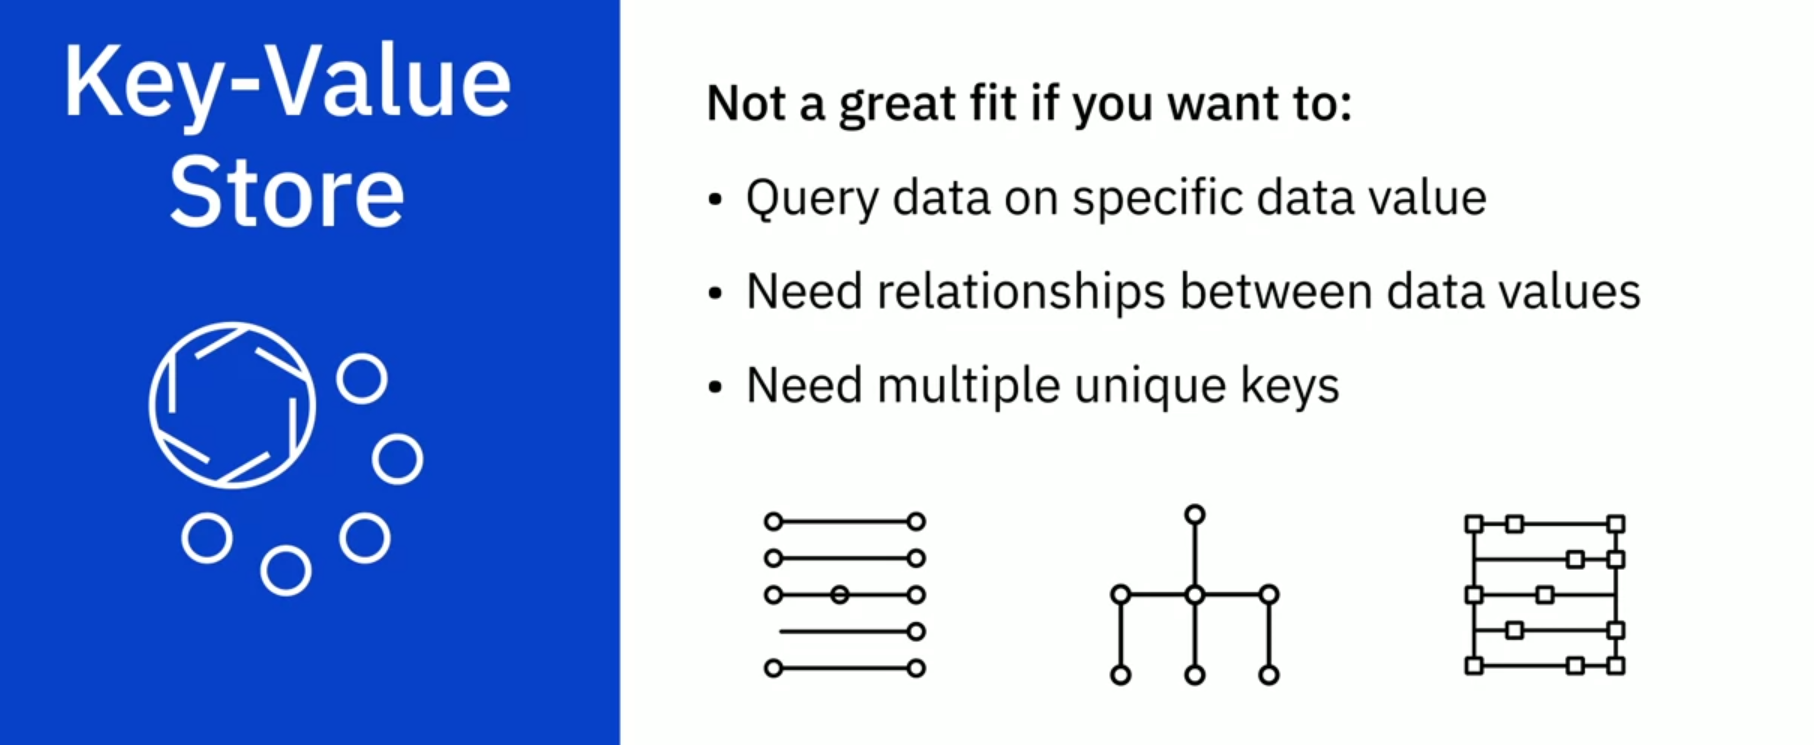 Key-Value
Store
Not a great fit if you want to:
• Query data on specific data value
• Need relationships between data values
• Need multiple unique keys